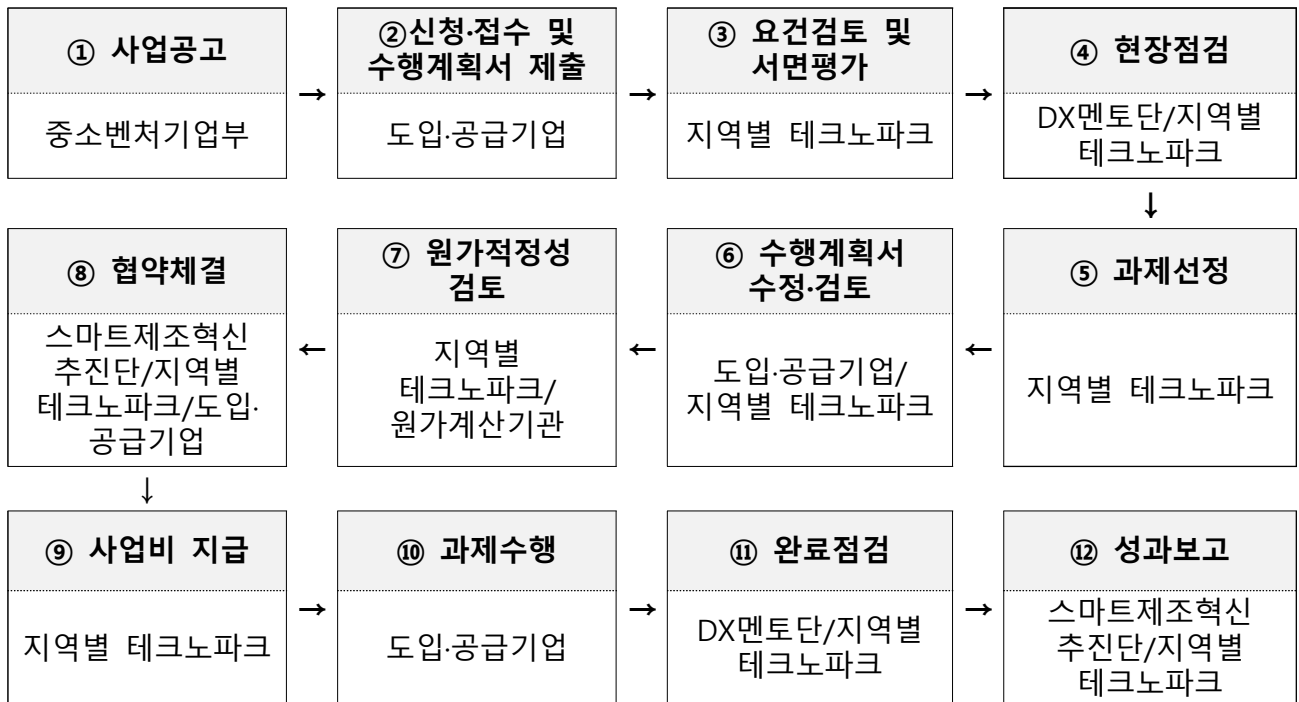 ① 사업공고
중소벤처기업부
→
②신청·접수 및
수행계획서 제출
도입·공급기업
→
③ 요건검토 및
서면평가
지역별 테크노파크
→
④ 현장점검
DX멘토단/지역별
테크노파크
↓
⑤ 과제선정
지역별 테크노파크
←
⑥ 수행계획서
수정·검토
도입·공급기업/
지역별 테크노파크
←
⑦ 원가적정성
검토
지역별
테크노파크/
원가계산기관
←
⑧ 협약체결
스마트제조혁신
추진단/지역별
테크노파크/도입·
공급기업
↓
⑨ 사업비 지급
지역별 테크노파크
→
⑩ 과제수행
도입·공급기업
→
⑪ 완료점검
DX멘토단/지역별
테크노파크
→
⑫ 성과보고
스마트제조혁신
추진단/지역별
테크노파크